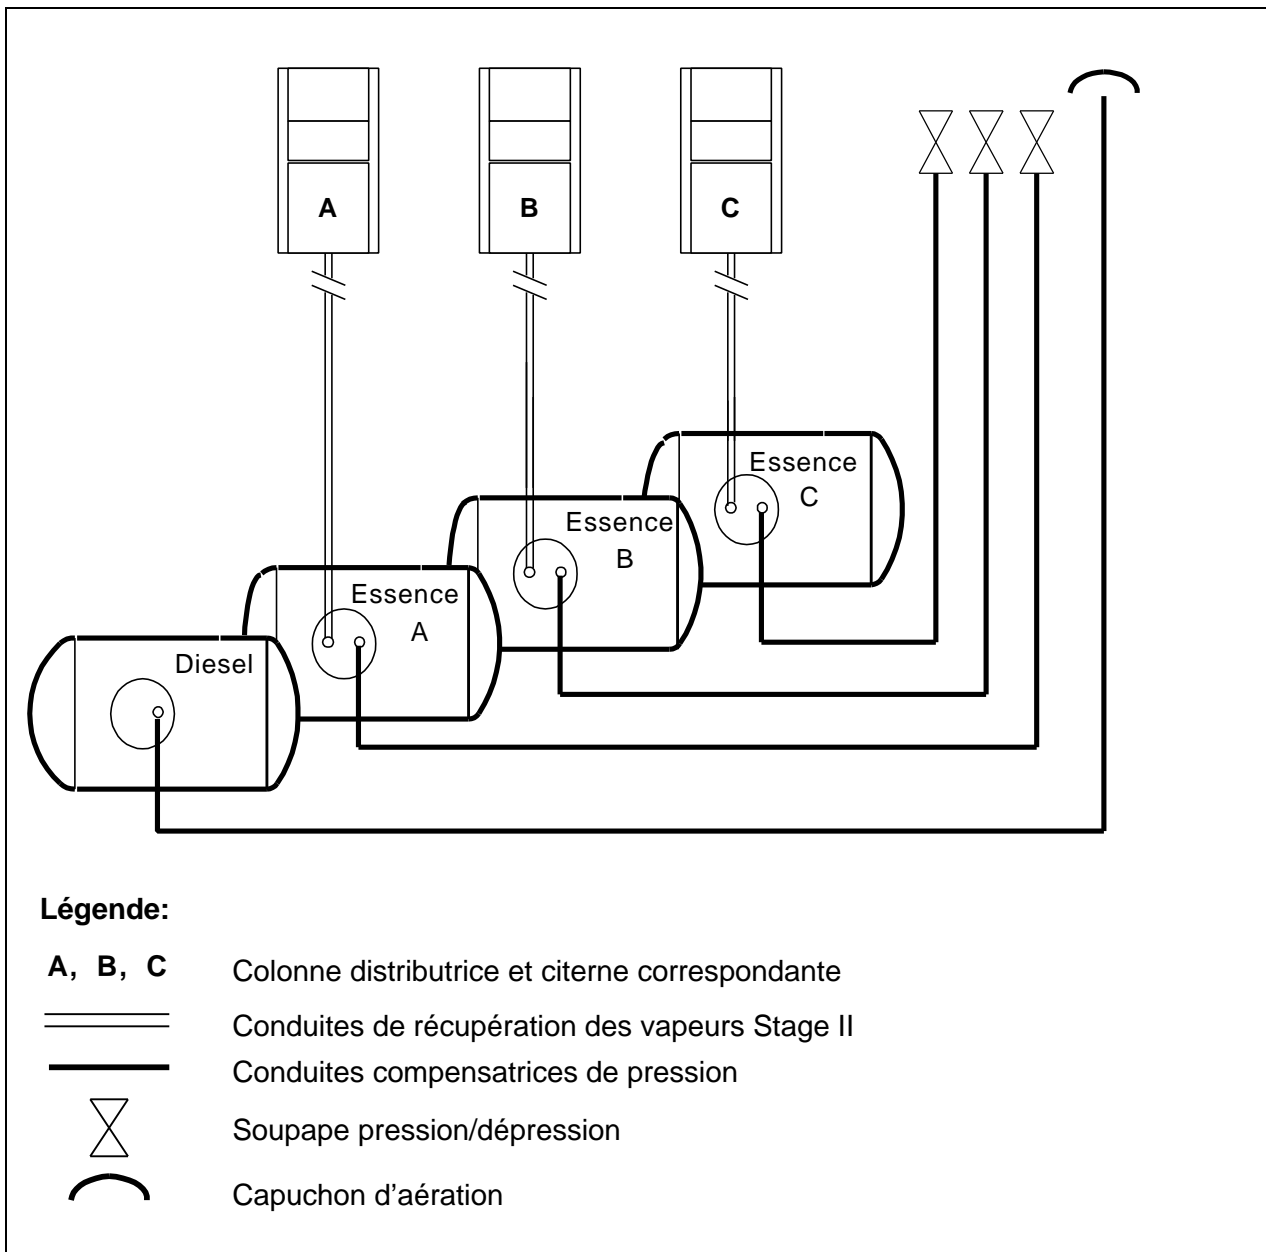 A
B
C
Essence
C
Essence
B
Essence
A
Diesel
Légende:
A, B, C
Colonne distributrice et citerne correspondante
Conduites de récupération des vapeurs Stage II
Conduites compensatrices de pression
Soupape pression/dépression
Capuchon d'aération